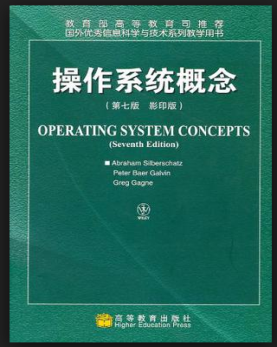 教育部高等教育司推荐
国外优秀信息科学与技术系列教学用书
操作系统概念
（第七版 影印版）
OPERATING SYSTEM CONCEPTS
(Seventh Edition)
■ Abraham Silberschatz
Peter Baer Galvin
Greg Gagne
WILEY
高等教育出版社
Higher Education Press